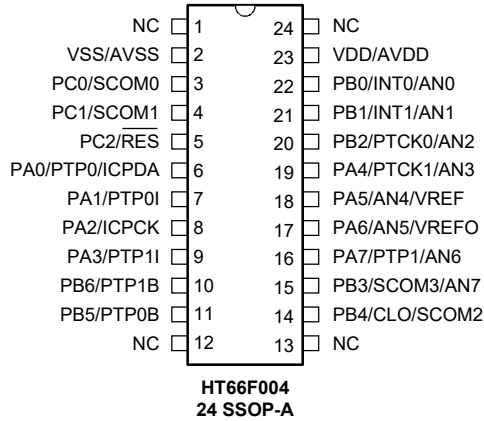 NC 1 24 NC
VSS/AVSS 2 23 VDD/AVDD
PC0/SCOM0 3 22 PB0/INT0/AN0
PC1/SCOM1 4 21 PB1/INT1/AN1
PC2/RES 5 20 PB2/PTCK0/AN2
PA0/PTP0/ICPDA 6 19 PA4/PTCK1/AN3
PA1/PTP0I 7 18 PA5/AN4/VREF
PA2/ICPCK 8 17 PA6/AN5/VREFO
PA3/PTP1I 9 16 PA7/PTP1/AN6
PB6/PTP1B 10 15 PB3/SCOM3/AN7
PB5/PTP0B 11 14 PB4/CLO/SCOM2
NC 12 13 NC
HT66F004
24 SSOP-A